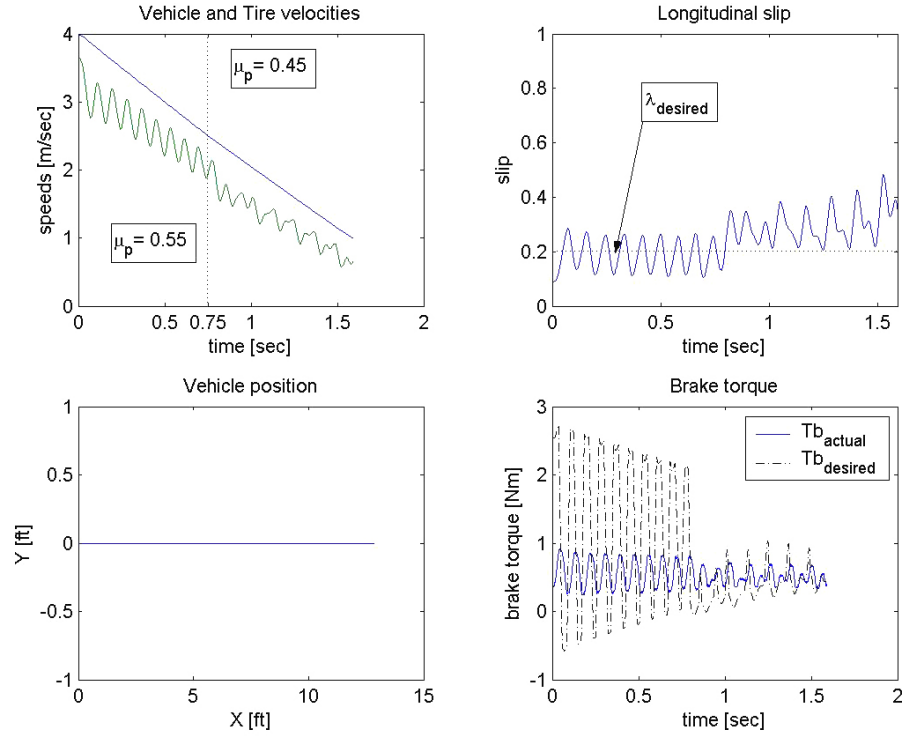 Vehicle and Tire velocities
4
3
2
1
0
speeds [m/sec]
μp= 0.45
μp= 0.55
0
0.5
0.75
1
1.5
2
time [sec]
Longitudinal slip
1
0.8
0.6
0.4
0.2
0
slip
λdesired
0
0.5
1
1.5
time [sec]
Vehicle position
1
0.5
0
-0.5
-1
Y [ft]
0
5
10
15
X [ft]
Brake torque
3
2
1
0
-1
brake torque [Nm]
Tbactual
Tbdesired
0
0.5
1
1.5
2
time [sec]